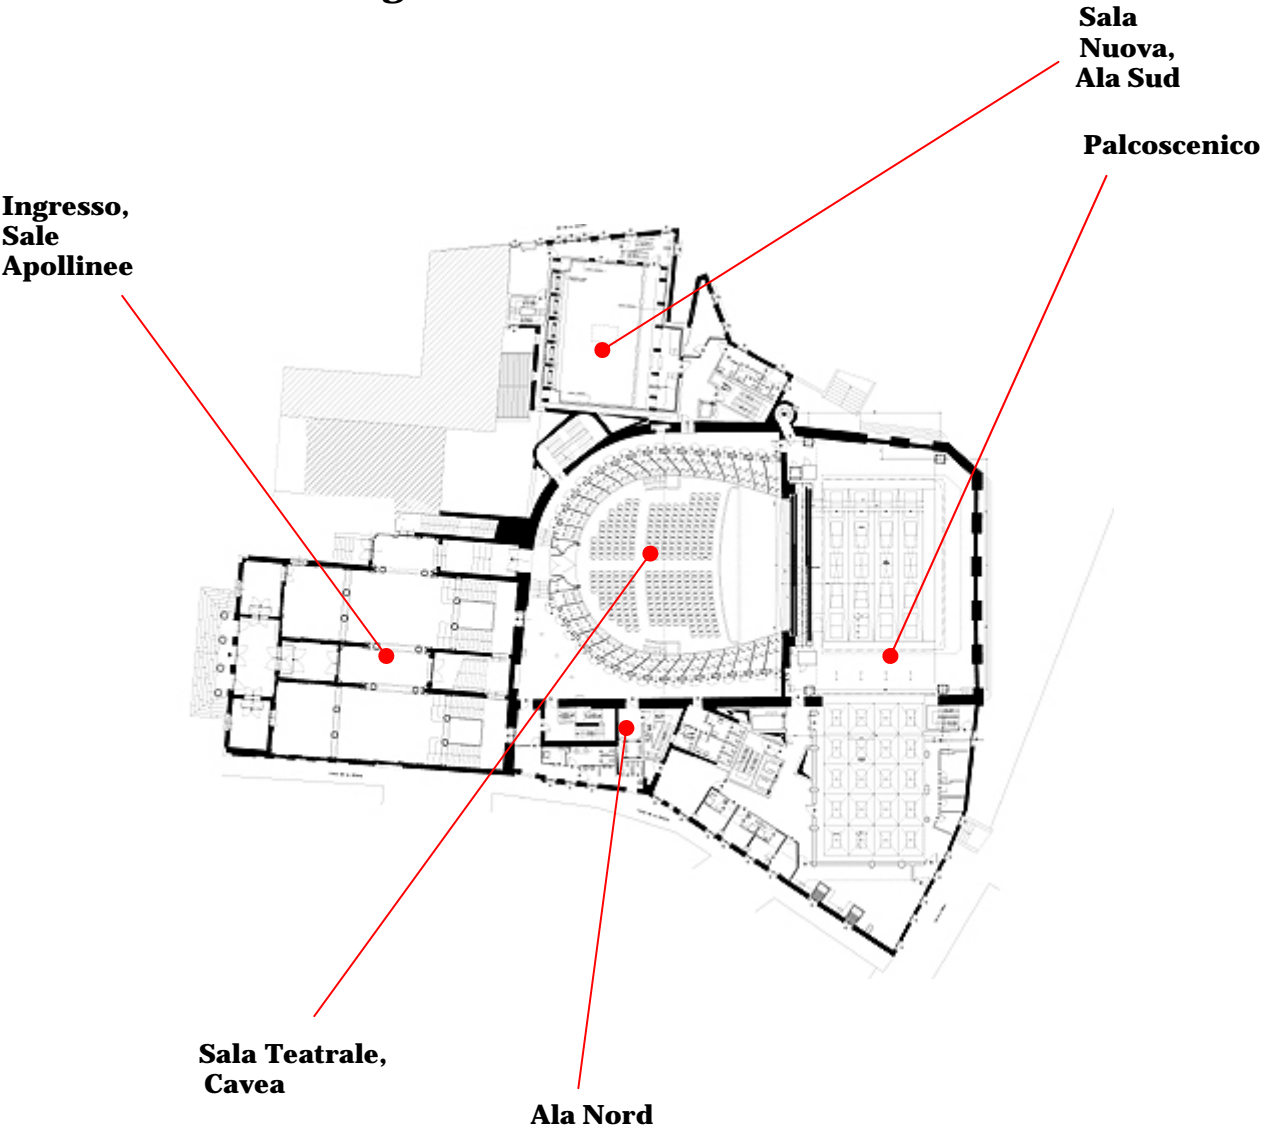 Sala
Nuova,
Ala Sud
Palcoscenico
Ingresso,
Sale
Apollinee
Sala Teatrale,
Cavea
Ala Nord